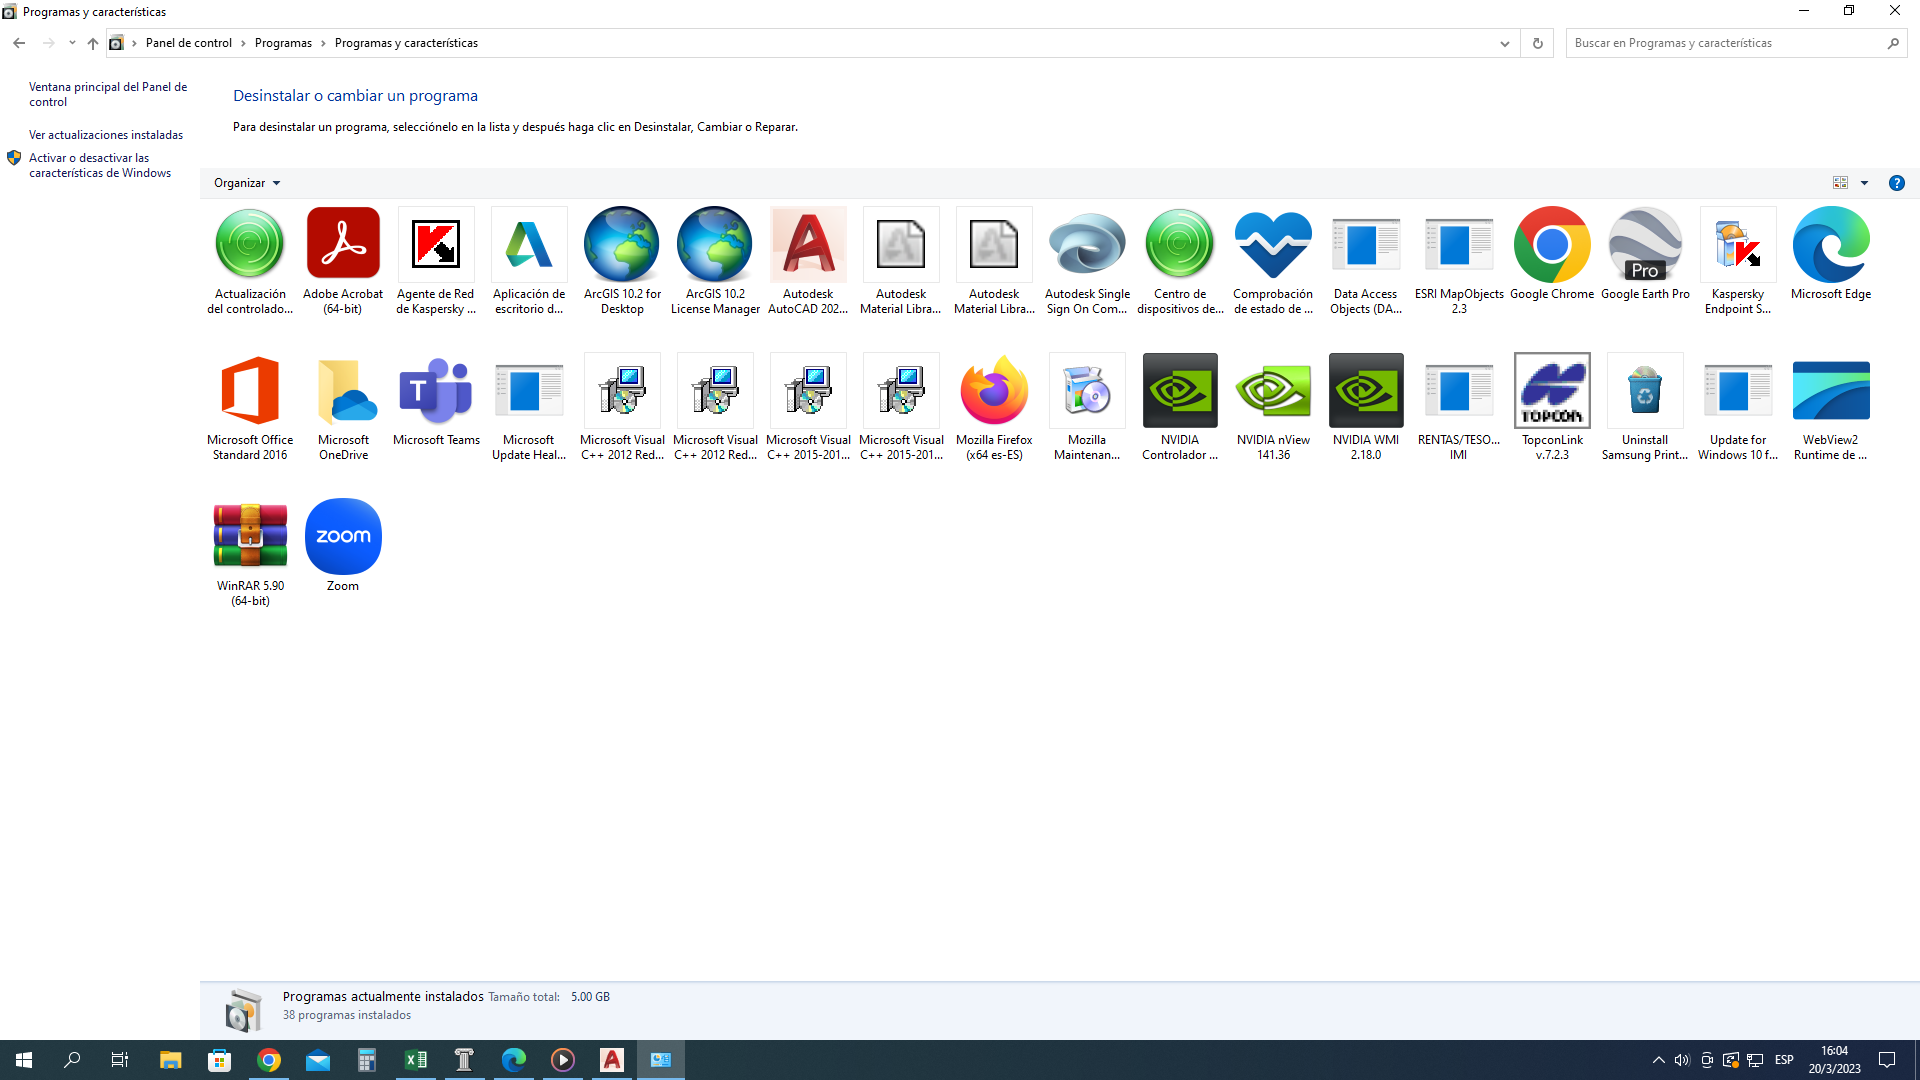 Programas y características
Panel de control > Programas > Programas y características
Buscar en Programas y características
Ventana principal del Panel de
control
Ver actualizaciones instaladas
Activar o desactivar las
características de Windows
Desinstalar o cambiar un programa
Para desinstalar un programa, selecciónelo en la lista y después haga clic en Desinstalar, Cambiar o Reparar.
Organizar
Pro
Actualización
del controlado...
Adobe Acrobat
(64-bit)
Agente de Red
de Kaspersky ...
Aplicación de
escritorio d...
ArcGIS 10.2 for
Desktop
ArcGIS 10.2
License Manager
Autodesk
AutoCAD 202...
Autodesk
Material Libra...
Autodesk
Material Libra...
Autodesk Single
Sign On Com...
Centro de
dispositivos de...
Comprobación
de estado de ...
Data Access
Objects (DA...
ESRI MapObjects
2.3
Google Chrome
Google Earth Pro
Kaspersky
Endpoint S...
Microsoft Edge
Microsoft Office
Standard 2016
Microsoft
OneDrive
Microsoft Teams
Microsoft
Update Heal...
Microsoft Visual
C++ 2012 Red...
Microsoft Visual
C++ 2012 Red...
Microsoft Visual
C++ 2015-201...
Microsoft Visual
C++ 2015-201...
Mozilla Firefox
(x64 es-ES)
Mozilla
Maintenan...
NVIDIA
Controlador ...
NVIDIA nView
141.36
NVIDIA WMI
2.18.0
RENTAS/TESO...
IMI
TOPCON
TopconLink
v.7.2.3
Uninstall
Samsung Print...
Update for
Windows 10 f...
WebView2
Runtime de ...
WinRAR 5.90
(64-bit)
zoom
Zoom
Programas actualmente instalados Tamaño total: 5.00 GB
38 programas instalados
ESP
16:04
20/3/2023